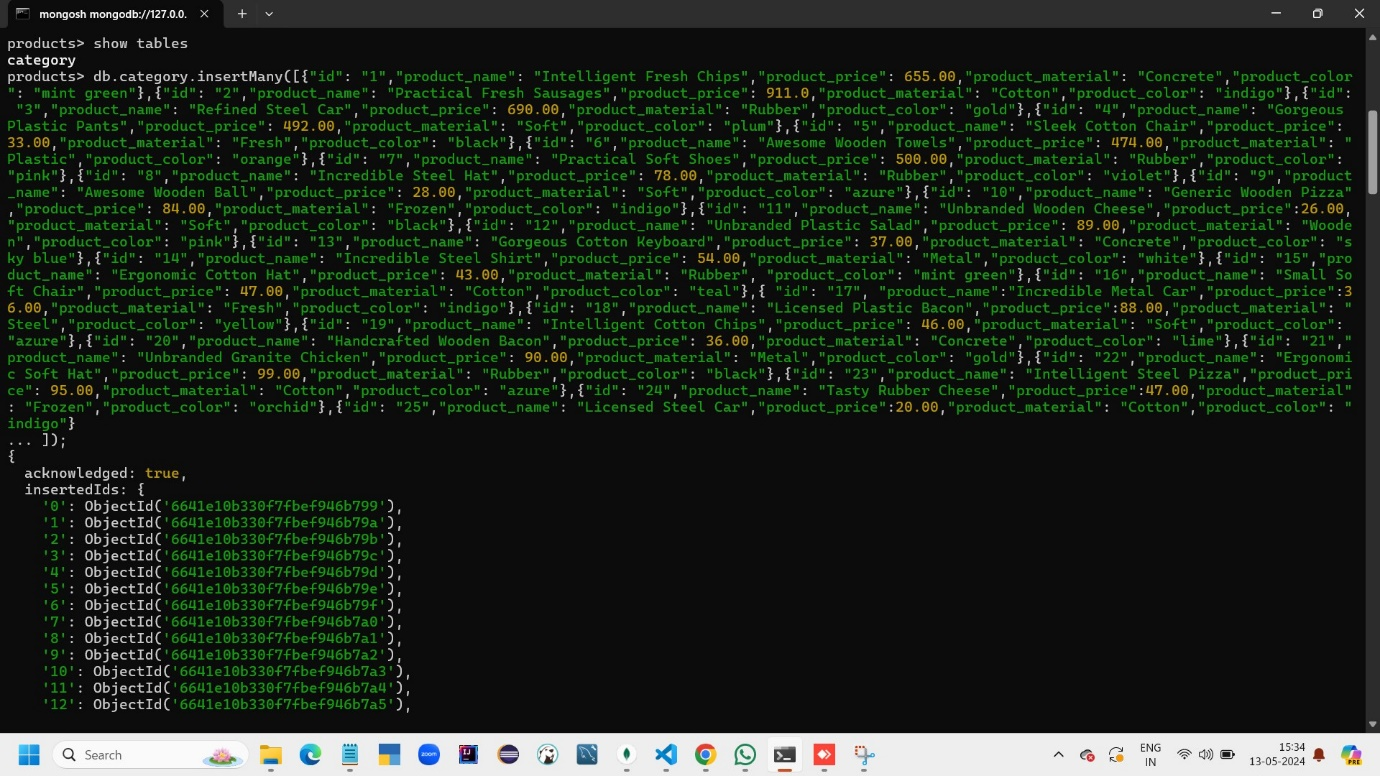 mongosh mongodb://127.0.0.
products> show tables
category
products> db.category.insertMany([{"id": "1","product_name": "Intelligent Fresh Chips","product_price": 655.00,"product_material": "Concrete","product_color
": "mint green"},{"id": "2","product_name": "Practical Fresh Sausages","product_price": 911.0,"product_material": "Cotton","product_color": "indigo"},{"id":
 "3","product_name": "Refined Steel Car","product_price": 690.00,"product_material": "Rubber","product_color": "gold"},{"id": "4","product_name": "Gorgeous
Plastic Pants","product_price": 492.00,"product_material": "Soft","product_color": "plum"},{"id": "5","product_name": "Sleek Cotton Chair","product_price":
33.00,"product_material": "Fresh","product_color": "black"},{"id": "6","product_name": "Awesome Wooden Towels","product_price": 474.00,"product_material": "
Plastic","product_color": "orange"},{"id": "7","product_name": "Practical Soft Shoes","product_price": 500.00,"product_material": "Rubber","product_color":
"pink"},{"id": "8","product_name": "Incredible Steel Hat","product_price": 78.00,"product_material": "Rubber","product_color": "violet"},{"id": "9","product
_name": "Awesome Wooden Ball","product_price": 28.00,"product_material": "Soft","product_color": "azure"},{"id": "10","product_name": "Generic Wooden Pizza"
,"product_price": 84.00,"product_material": "Frozen","product_color": "indigo"},{"id": "11","product_name": "Unbranded Wooden Cheese","product_price":26.00,
"product_material": "Soft","product_color": "black"},{"id": "12","product_name": "Unbranded Plastic Salad","product_price": 89.00,"product_material": "Woode
n","product_color": "pink"},{"id": "13","product_name": "Gorgeous Cotton Keyboard","product_price": 37.00,"product_material": "Concrete","product_color": "s
ky blue"},{"id": "14","product_name": "Incredible Steel Shirt","product_price": 54.00,"product_material": "Metal","product_color": "white"},{"id": "15","pro
duct_name": "Ergonomic Cotton Hat","product_price": 43.00,"product_material": "Rubber", "product_color": "mint green"},{"id": "16","product_name": "Small So
ft Chair","product_price": 47.00,"product_material": "Cotton","product_color": "teal"},{ "id": "17", "product_name":"Incredible Metal Car","product_price":3
6.00,"product_material": "Fresh","product_color": "indigo"},{"id": "18","product_name": "Licensed Plastic Bacon","product_price":88.00,"product_material": "
Steel","product_color": "yellow"},{"id": "19","product_name": "Intelligent Cotton Chips","product_price": 46.00,"product_material": "Soft","product_color":
"azure"},{"id": "20","product_name": "Handcrafted Wooden Bacon","product_price": 36.00,"product_material": "Concrete","product_color": "lime"},{"id": "21","
product_name": "Unbranded Granite Chicken","product_price": 90.00,"product_material": "Metal","product_color": "gold"},{"id": "22","product_name": "Ergonomi
c Soft Hat","product_price": 99.00,"product_material": "Rubber","product_color": "black"},{"id": "23","product_name": "Intelligent Steel Pizza","product_pri
ce": 95.00,"product_material": "Cotton","product_color": "azure"},{"id": "24","product_name": "Tasty Rubber Cheese","product_price":47.00,"product_material"
: "Frozen","product_color": "orchid"},{"id": "25","product_name": "Licensed Steel Car","product_price":20.00,"product_material": "Cotton","product_color": "
indigo"}
... ]);
{
  acknowledged: true,
  insertedIds: {
    '0': ObjectId('6641e10b330f7fbef946b799'),
    '1': ObjectId('6641e10b330f7fbef946b79a'),
    '2': ObjectId('6641e10b330f7fbef946b79b'),
    '3': ObjectId('6641e10b330f7fbef946b79c'),
    '4': ObjectId('6641e10b330f7fbef946b79d'),
    '5': ObjectId('6641e10b330f7fbef946b79e'),
    '6': ObjectId('6641e10b330f7fbef946b79f'),
    '7': ObjectId('6641e10b330f7fbef946b7a0'),
    '8': ObjectId('6641e10b330f7fbef946b7a1'),
    '9': ObjectId('6641e10b330f7fbef946b7a2'),
    '10': ObjectId('6641e10b330f7fbef946b7a3'),
    '11': ObjectId('6641e10b330f7fbef946b7a4'),
    '12': ObjectId('6641e10b330f7fbef946b7a5'),
Search
zoom
ENG
IN
15:34
13-05-2024
PRE